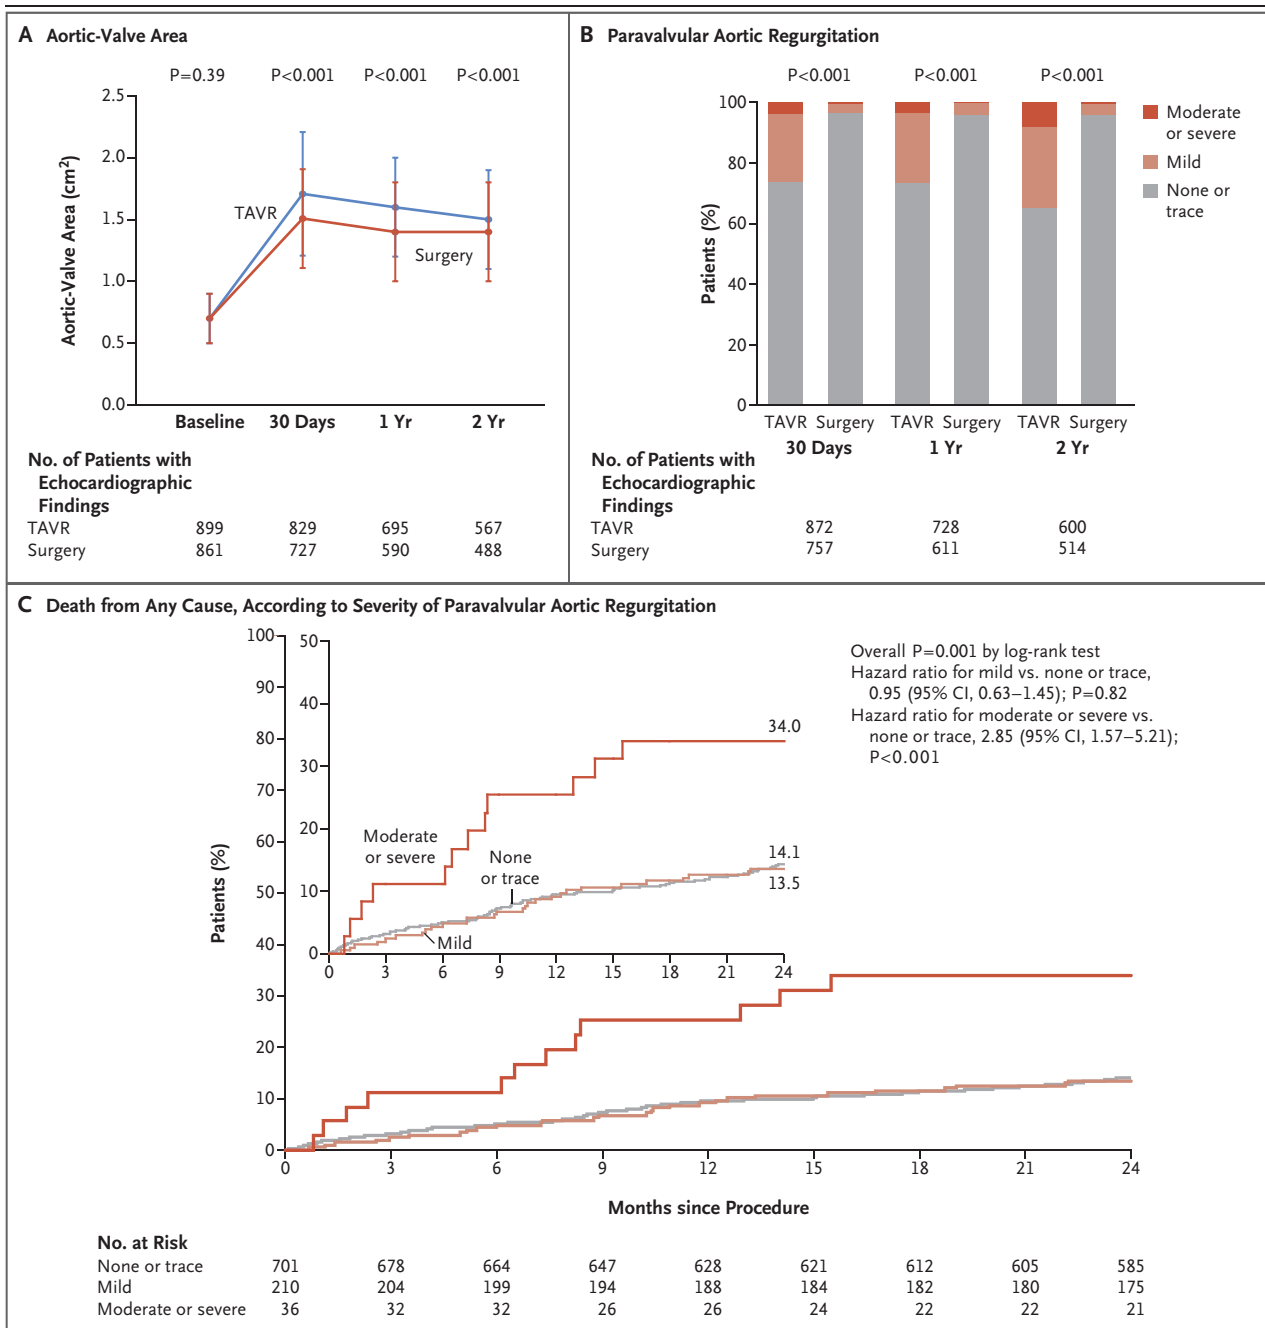 A Aortic-Valve Area
P=0.39 P<0.001 P<0.001 P<0.001
2.5
2.0
1.5
1.0
0.5
0.0
Aortic-Valve Area (cm²)
TAVR
Surgery
Baseline 30 Days 1 Yr 2 Yr
No. of Patients with
Echocardiographic
Findings
TAVR 899 829 695 567
Surgery 861 727 590 488
B Paravalvular Aortic Regurgitation
P<0.001 P<0.001 P<0.001
100
80
60
40
20
0
Patients (%)
Moderate
or severe
Mild
None or
trace
TAVR Surgery TAVR Surgery TAVR Surgery
30 Days 1 Yr 2 Yr
No. of Patients with
Echocardiographic
Findings
TAVR 872 728 600
Surgery 757 611 514
C Death from Any Cause, According to Severity of Paravalvular Aortic Regurgitation
100
90
80
70
60
50
40
30
20
10
0
Patients (%)
50
40
30
20
10
0
34.0
14.1
13.5
Moderate
or severe
None
or trace
Mild
0 3 6 9 12 15 18 21 24
Overall P=0.001 by log-rank test
Hazard ratio for mild vs. none or trace,
0.95 (95% CI, 0.63–1.45); P=0.82
Hazard ratio for moderate or severe vs.
none or trace, 2.85 (95% CI, 1.57–5.21);
P<0.001
0 3 6 9 12 15 18 21 24
Months since Procedure
No. at Risk
None or trace 701 678 664 647 628 621 612 605 585
Mild 210 204 199 194 188 184 182 180 175
Moderate or severe 36 32 32 26 26 24 22 22 21